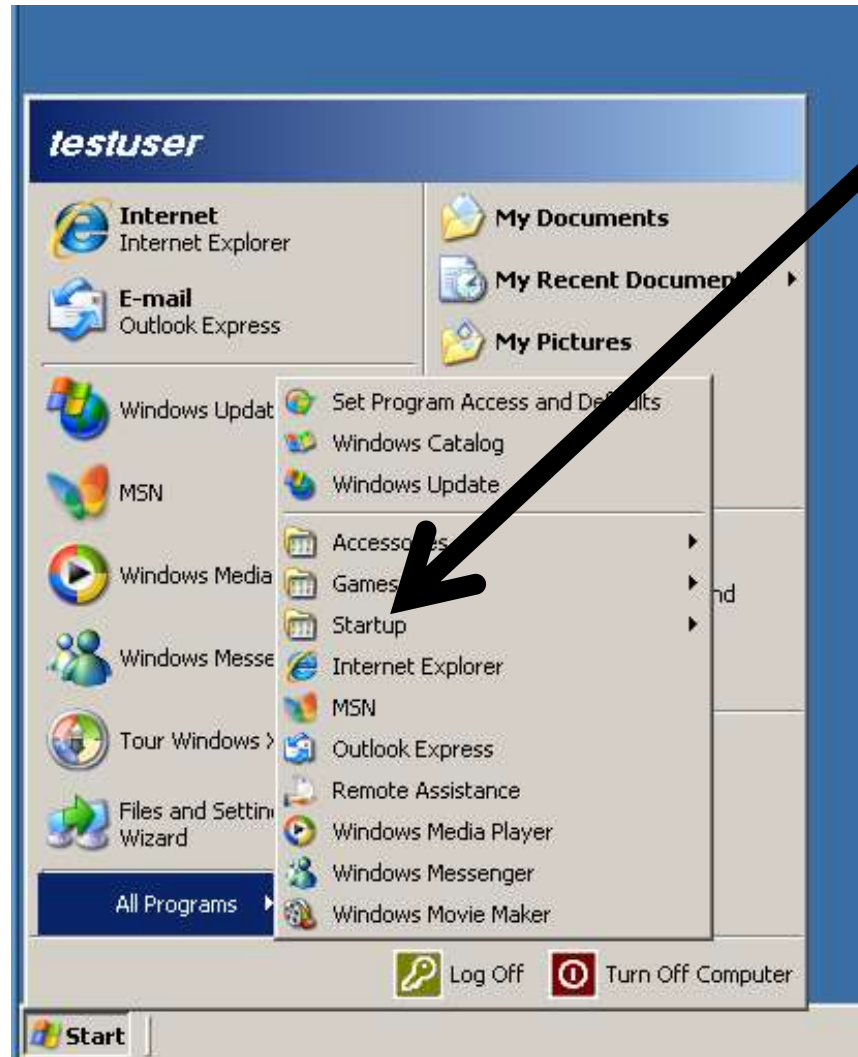 testuser
Internet
Internet Explorer
E-mail
Outlook Express
Windows Updat
MSN
Windows Media
Windows Messe
Tour Windows
Files and Settin
Wizard
All Programs
My Documents
My Recent
My Pictures
Set Program Access and
Windows Catalog
Windows Update
Games
Startup
Internet Explorer
MSN
Outlook Express
Remote Assistance
Windows Media Player
Windows Messenger
Windows Movie Maker
nd
Log Off
Turn Off Computer
Start